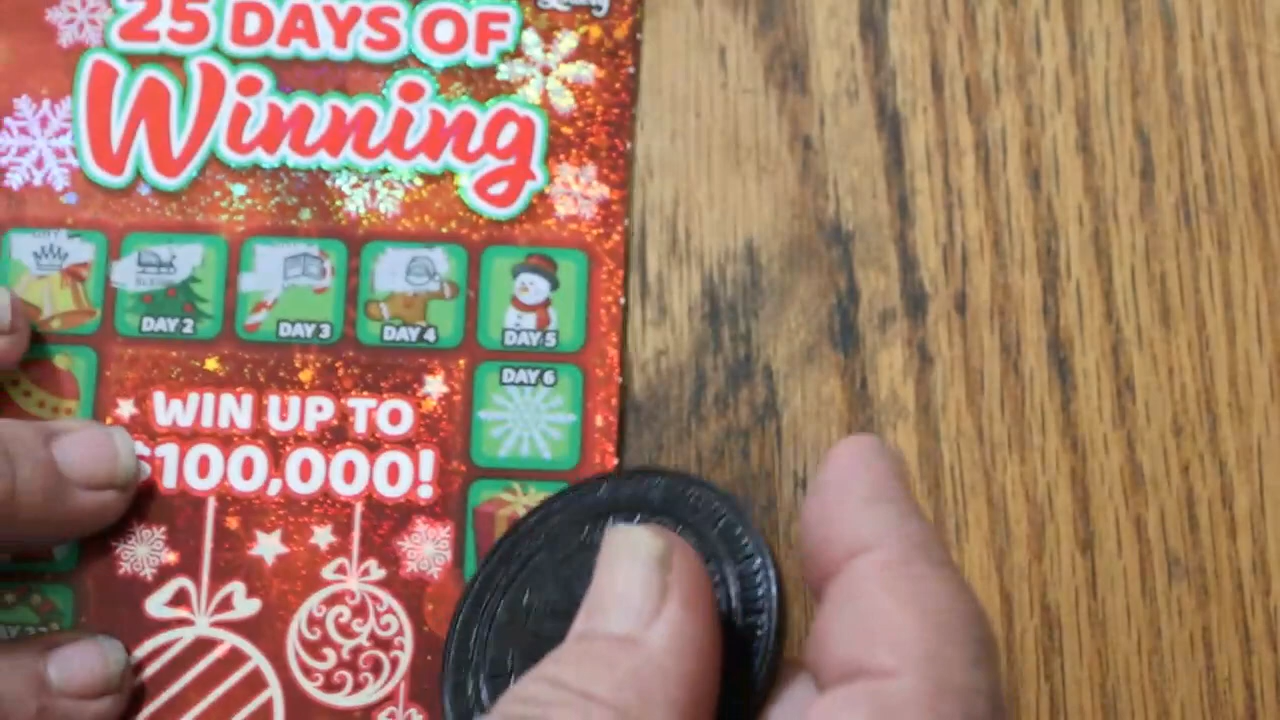 25 DAYS OF
Winning
DAY 2
DAY 3
DAY 4
DAY 5
DAY 6
WIN UP TO
$100,000!